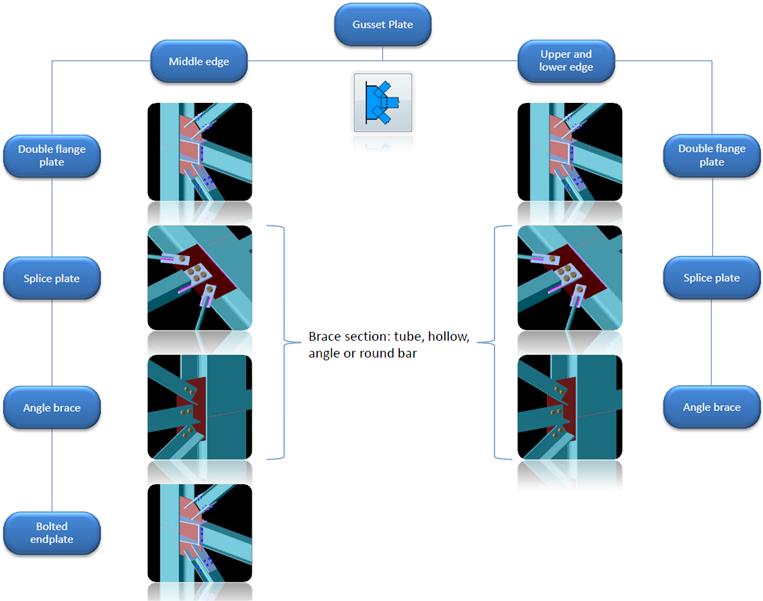 Gusset Plate
Middle edge
Upper and
lower edge
Double flange
plate
Double flange
plate
Splice plate
Splice plate
Brace section: tube, hollow,
angle or round bar
Angle brace
Angle brace
Bolted
endplate